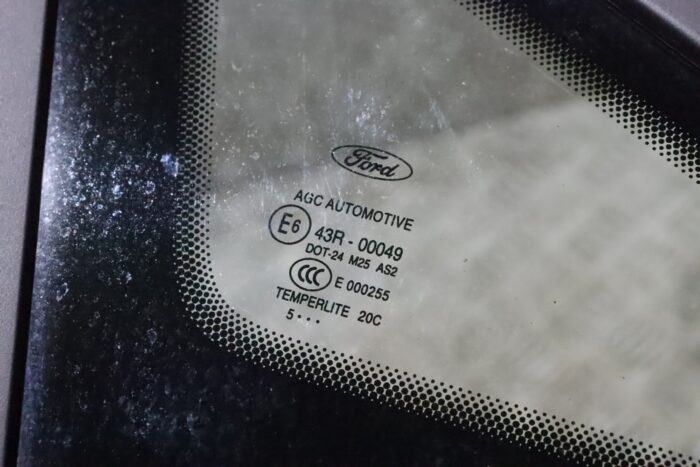 Ford
AGC AUTOMOTIVE
E6 43R - 00049
DOT-24 M25 AS2
CCC E 000255
TEMPERLITE 20C
5 • • •